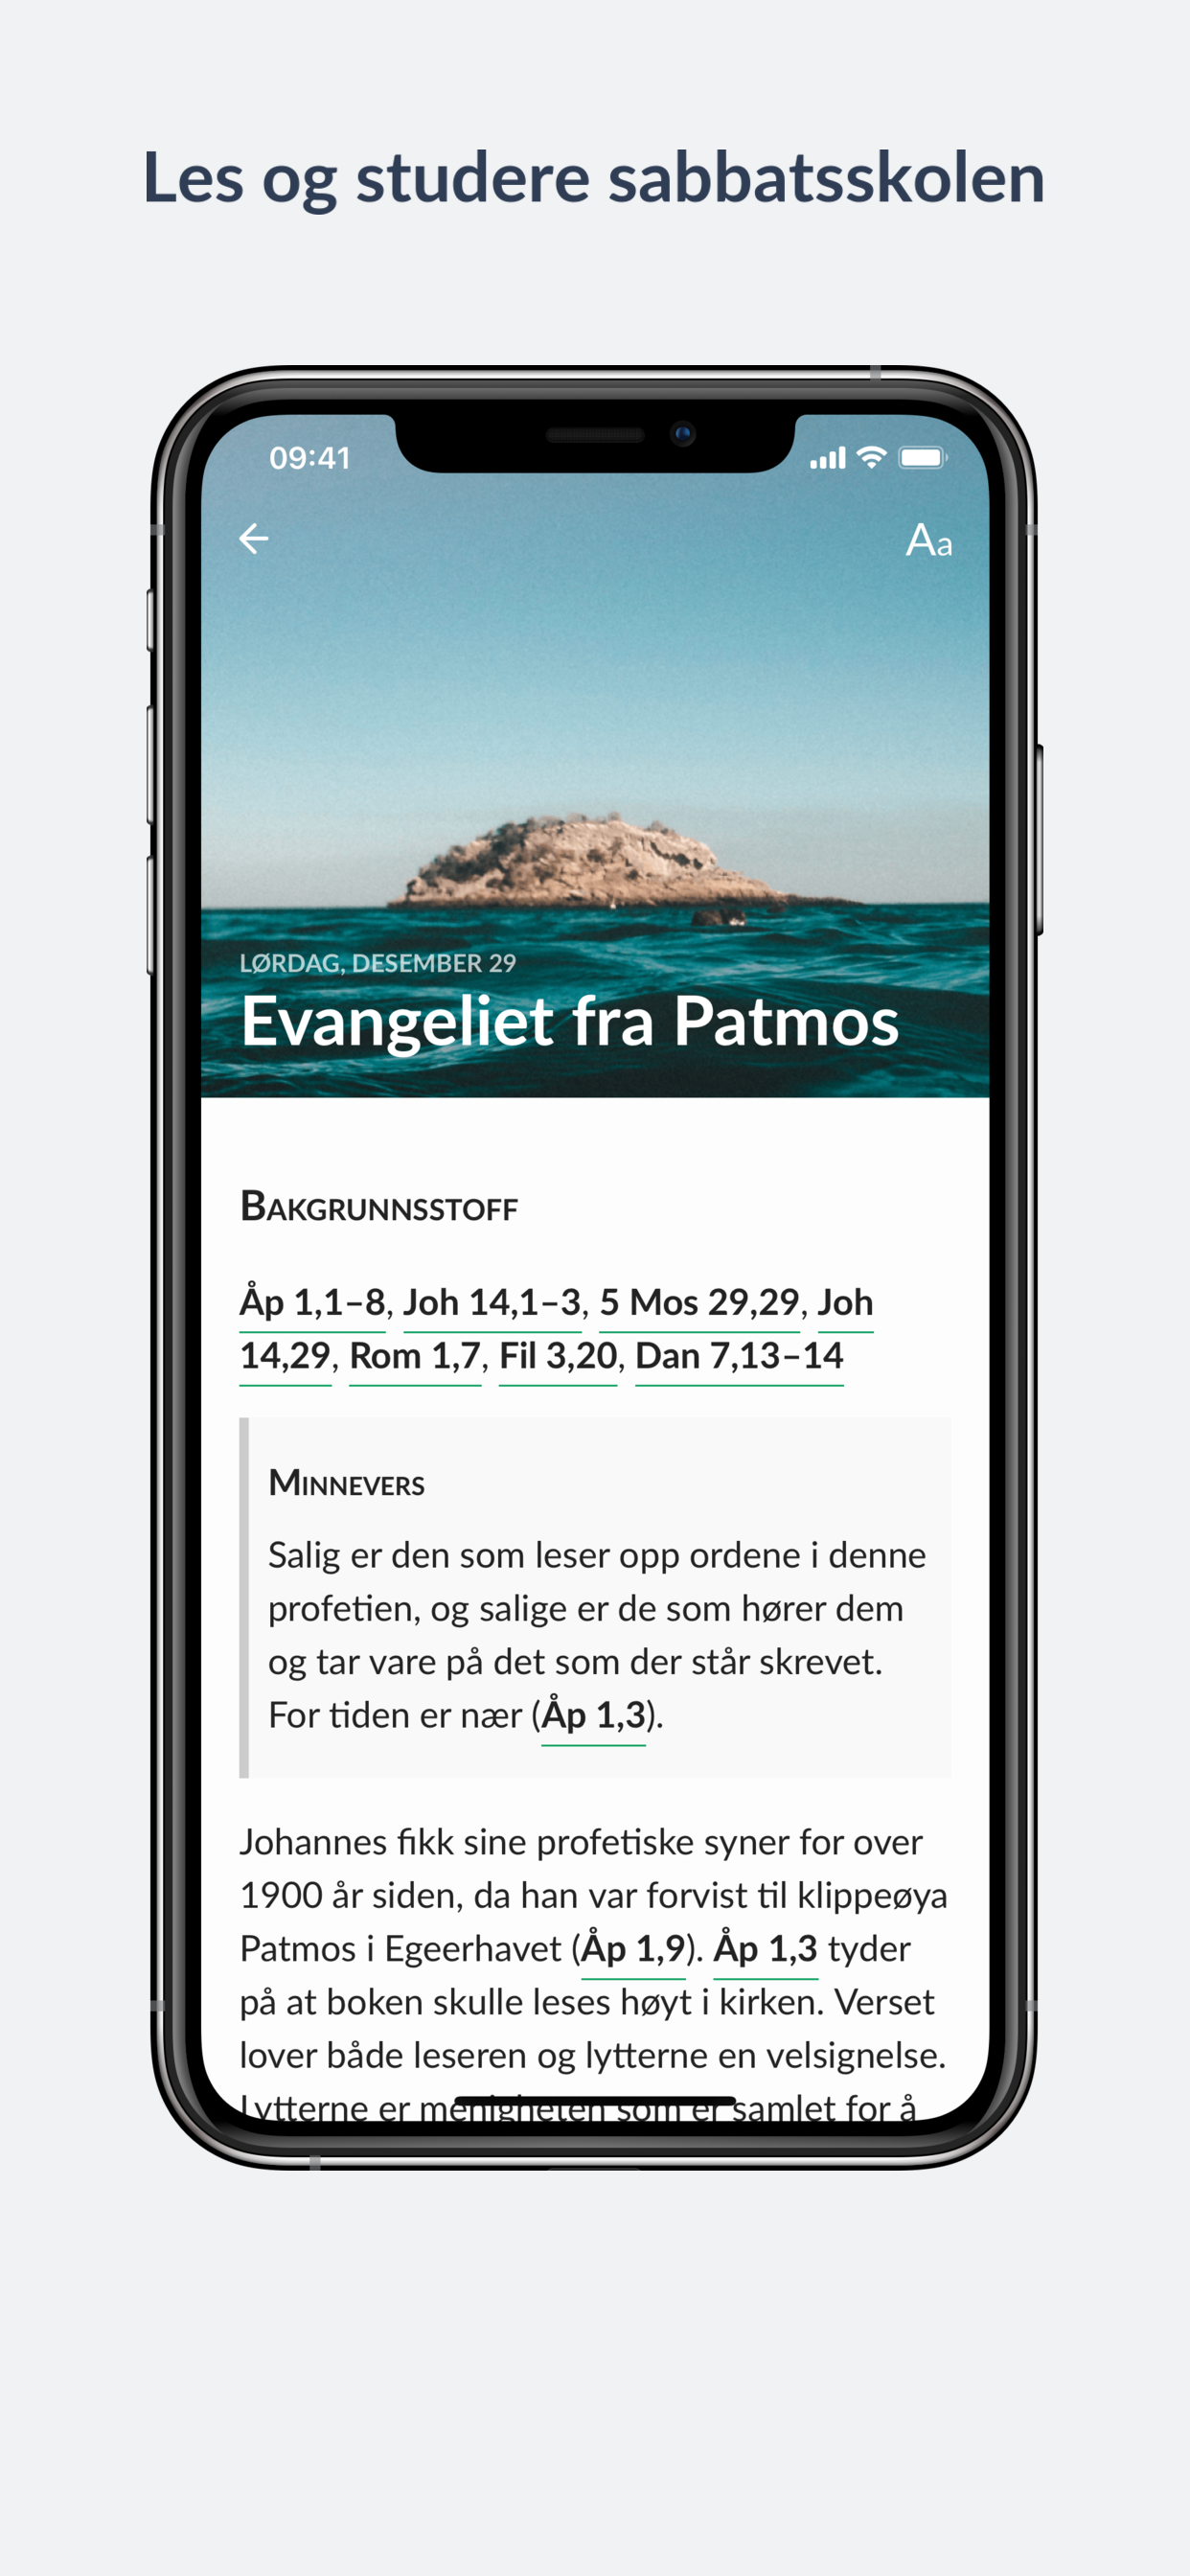 Les og studere sabbatsskolen
09:41
Aa
LØRDAG, DESEMBER 29
Evangeliet fra Patmos
BAKGRUNNSSTOFF
Åp 1,1–8, Joh 14,1–3, 5 Mos 29,29, Joh
14,29, Rom 1,7, Fil 3,20, Dan 7,13–14
MINNEVERS
Salig er den som leser opp ordene i denne
profetien, og salige er de som hører dem
og tar vare på det som der står skrevet.
For tiden er nær (Åp 1,3).
Johannes fikk sine profetiske syner for over
1900 år siden, da han var forvist til klippeøya
Patmos i Egeerhavet (Åp 1,9). Åp 1,3 tyder
på at boken skulle leses høyt i kirken. Verset
lover både leseren og lytterne en velsignelse.
Lytterne er menigheten som er samlet for å